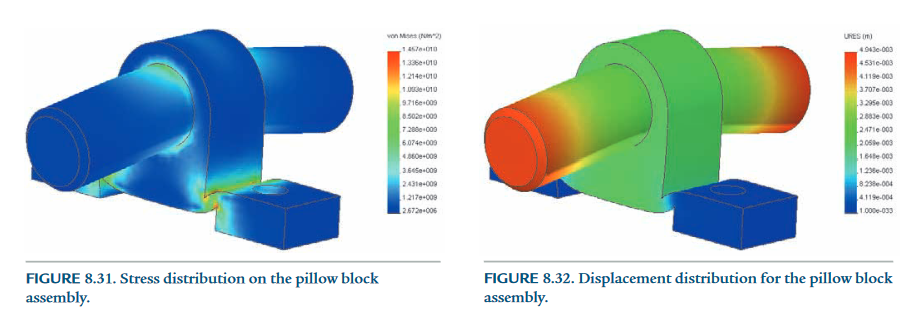 von Mises (N/m^2)
1.457e+010
1.336e+010
1.214e+010
1.093e+010
9.716e+009
8.502e+009
7.288e+009
6.074e+009
4.860e+009
3.645e+009
2.431e+009
1.217e+009
2.672e+006
FIGURE 8.31. Stress distribution on the pillow block
assembly.
URES (m)
4.943e-003
4.531e-003
4.119e-003
3.707e-003
3.295e-003
2.883e-003
2.471e-003
2.059e-003
1.648e-003
1.236e-003
8.238e-004
4.119e-004
1.000e-033
FIGURE 8.32. Displacement distribution for the pillow block
assembly.